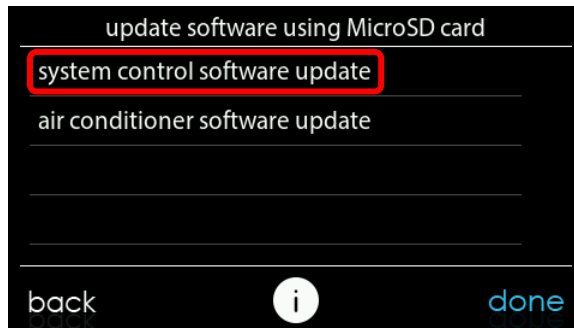 update software using MicroSD card
system control software update
air conditioner software update
back
i
done